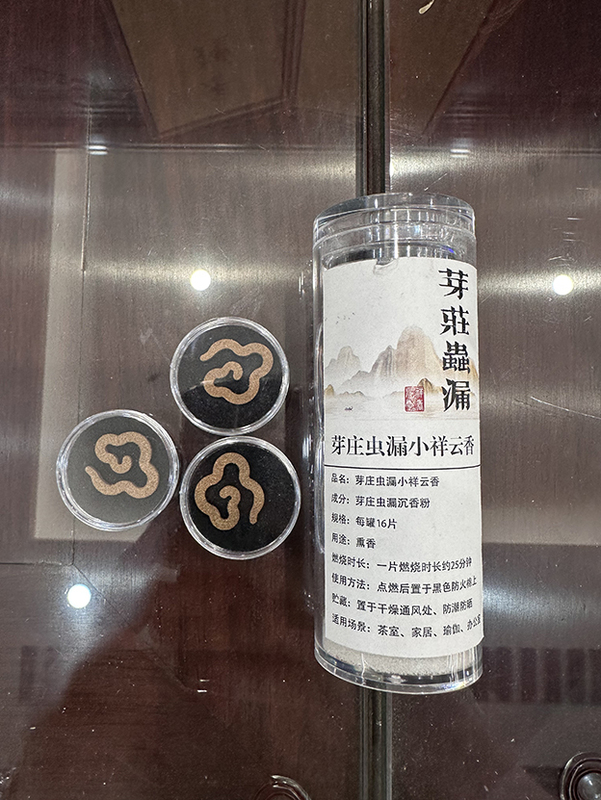 芽莊蟲漏
芽庄虫漏小祥云香
品名：芽庄虫漏小祥云香
成分：芽庄虫漏沉香粉
规格：每罐16片
用途：熏香
燃烧时长：一片燃烧时长约25分钟
使用方法：点燃后置于黑色防火棉上
贮藏：置于干燥通风处、防潮防晒
适用场景：茶室、家居、瑜伽、办公室